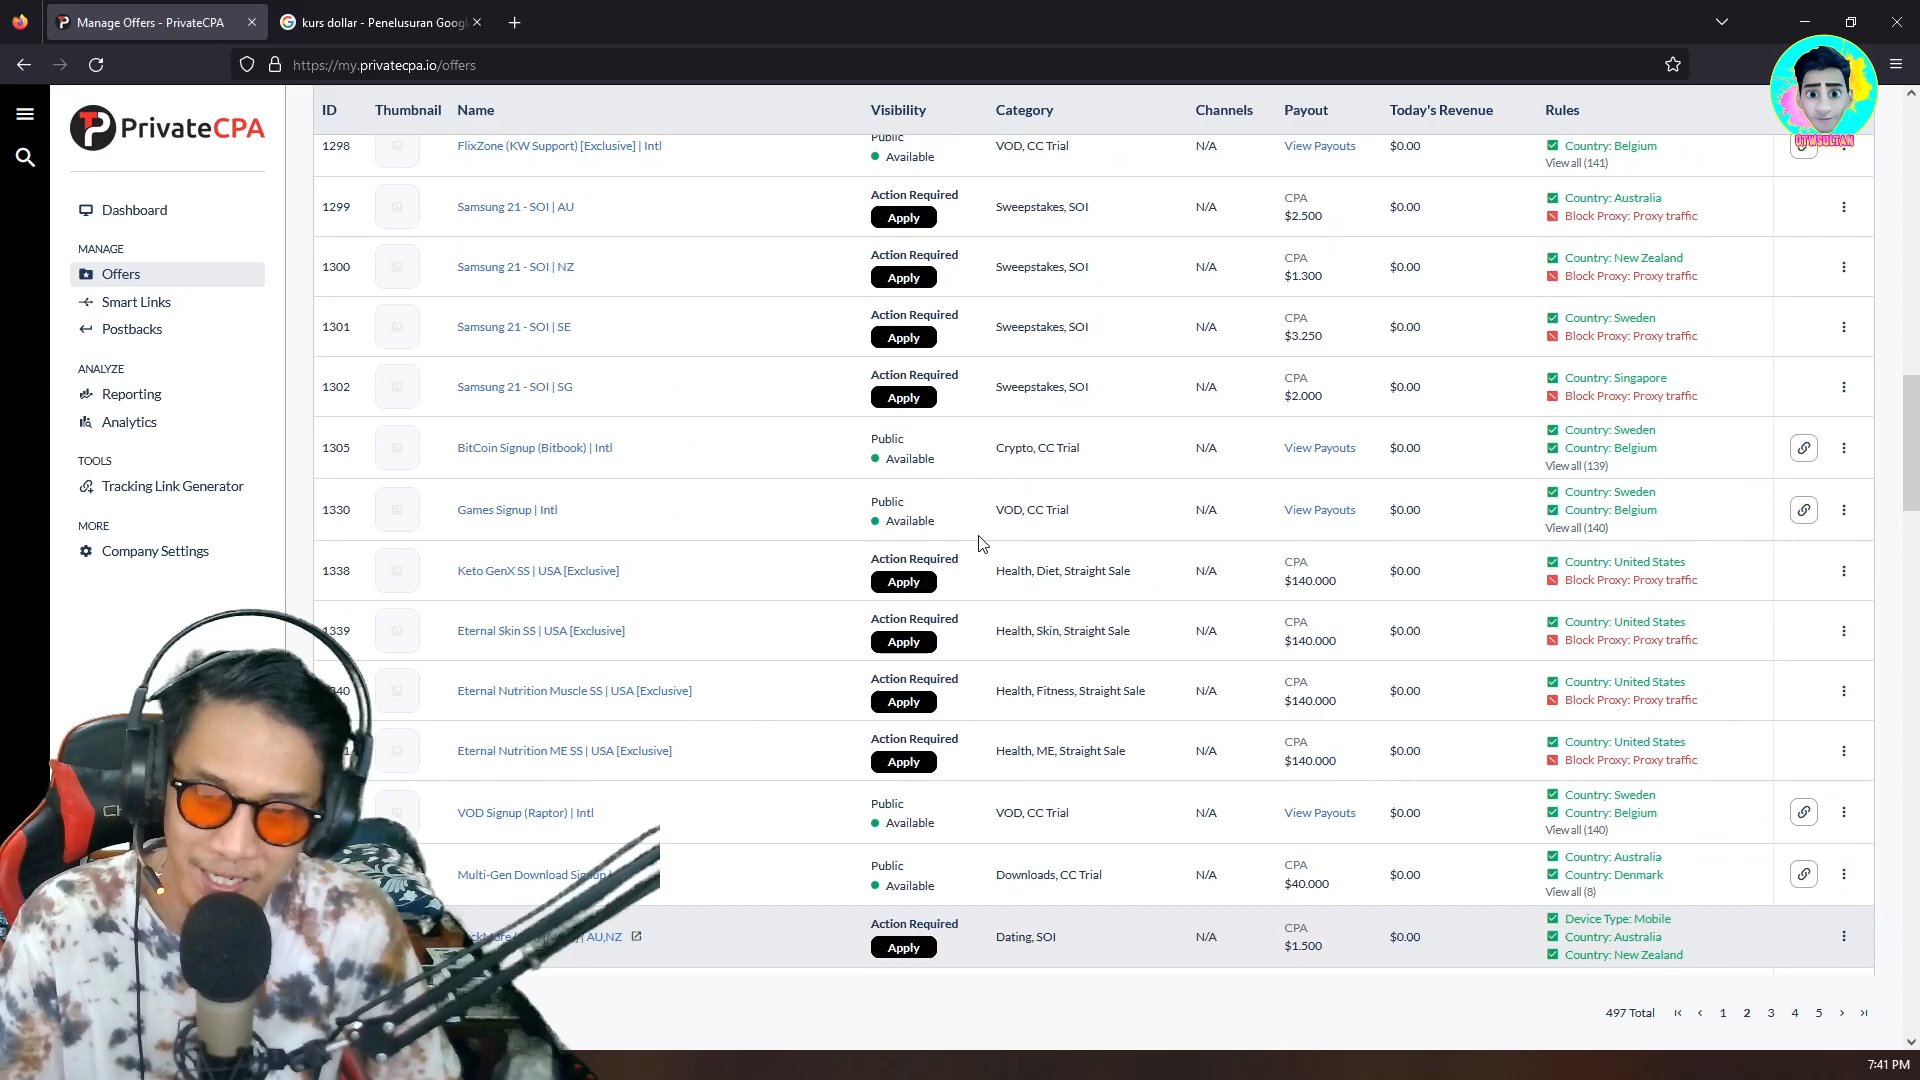 Manage Offers - PrivateCPA
kurs dollar - Penelusuran Goog
https://my.privatecpa.io/offers
OTWSULTAN
PrivateCPA
Dashboard
MANAGE
Offers
Smart Links
Postbacks
ANALYZE
Reporting
Analytics
TOOLS
Tracking Link Generator
MORE
Company Settings
ID Thumbnail Name Visibility Category Channels Payout Today's Revenue Rules
Public
1298 FlixZone (KW Support) [Exclusive] | Intl Available VOD, CC Trial N/A View Payouts $0.00 Country: Belgium
View all (141)
Action Required CPA Country: Australia
1299 Samsung 21 - SOI | AU Apply Sweepstakes, SOI N/A $2.500 $0.00 Block Proxy: Proxy traffic
Action Required CPA Country: New Zealand
1300 Samsung 21 - SOI | NZ Apply Sweepstakes, SOI N/A $1.300 $0.00 Block Proxy: Proxy traffic
Action Required CPA Country: Sweden
1301 Samsung 21 - SOI | SE Apply Sweepstakes, SOI N/A $3.250 $0.00 Block Proxy: Proxy traffic
Action Required CPA Country: Singapore
1302 Samsung 21 - SOI | SG Apply Sweepstakes, SOI N/A $2.000 $0.00 Block Proxy: Proxy traffic
Public Country: Sweden
1305 BitCoin Signup (Bitbook) | Intl Available Crypto, CC Trial N/A View Payouts $0.00 Country: Belgium
View all (139)
Public Country: Sweden
1330 Games Signup | Intl Available VOD, CC Trial N/A View Payouts $0.00 Country: Belgium
View all (140)
Action Required CPA Country: United States
1338 Keto GenX SS | USA [Exclusive] Apply Health, Diet, Straight Sale N/A $140.000 $0.00 Block Proxy: Proxy traffic
Action Required CPA Country: United States
1339 Eternal Skin SS | USA [Exclusive] Apply Health, Skin, Straight Sale N/A $140.000 $0.00 Block Proxy: Proxy traffic
Action Required CPA Country: United States
340 Eternal Nutrition Muscle SS | USA [Exclusive] Apply Health, Fitness, Straight Sale N/A $140.000 $0.00 Block Proxy: Proxy traffic
Action Required CPA Country: United States
1 Eternal Nutrition ME SS | USA [Exclusive] Apply Health, ME, Straight Sale N/A $140.000 $0.00 Block Proxy: Proxy traffic
Public Country: Sweden
VOD Signup (Raptor) | Intl Available VOD, CC Trial N/A View Payouts $0.00 Country: Belgium
View all (140)
Public CPA Country: Australia
Multi-Gen Download Signup Available Downloads, CC Trial N/A $40.000 $0.00 Country: Denmark
View all (8)
Action Required CPA Device Type: Mobile
| AU,NZ Apply Dating, SOI N/A $1.500 $0.00 Country: Australia
Country: New Zealand
497 Total 1 2 3 4 5
7:41 PM